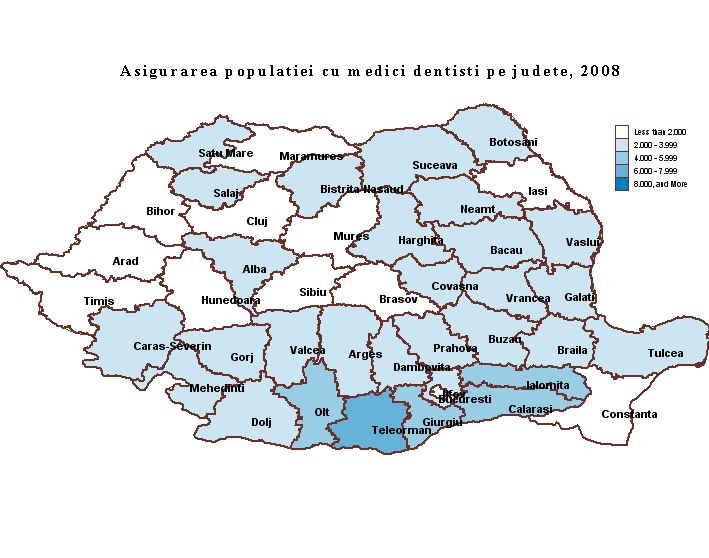 Asigurarea populatiei cu medici dentisti pe judete, 2008
Less than 2.000
2.000 - 3.999
4.000 - 5.999
6.000 - 7.999
8.000, and More
Botosani
Satu Mare
Maramures
Suceava
Salaj
Bistrita-Nasaud
Iasi
Bihor
Neamt
Cluj
Mures
Harghita
Vaslui
Bacau
Arad
Alba
Covasna
Sibiu
Brasov
Vrancea
Galati
Timis
Hunedoara
Buzau
Caras-Severin
Gorj
Valcea
Arges
Prahova
Braila
Tulcea
Dambovita
Mehedinti
Ialomita
Ilfov
Bucuresti
Olt
Calarasi
Constanta
Dolj
Giurgiu
Teleorman